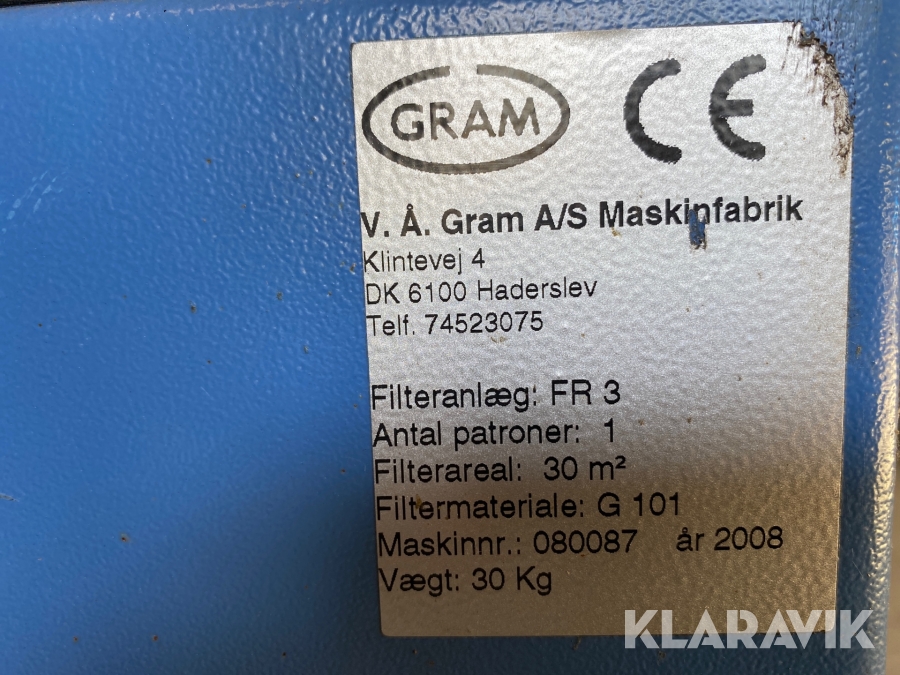 GRAM CE
V. Å. Gram A/S Maskinfabrik
Klintevej 4
DK 6100 Haderslev
Telf. 74523075
Filteranlæg: FR 3
Antal patroner: 1
Filterareal: 30 m²
Filtermateriale: G 101
Maskinnr.: 080087 år 2008
Vægt: 30 Kg
KLARAVIK